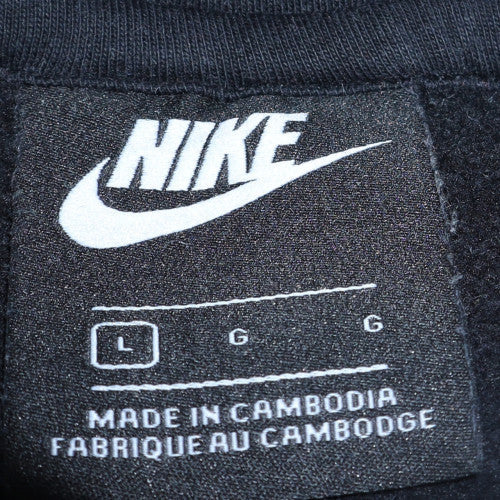 NIKE
L G G
MADE IN CAMBODIA
FABRIQUE AU CAMBODGE